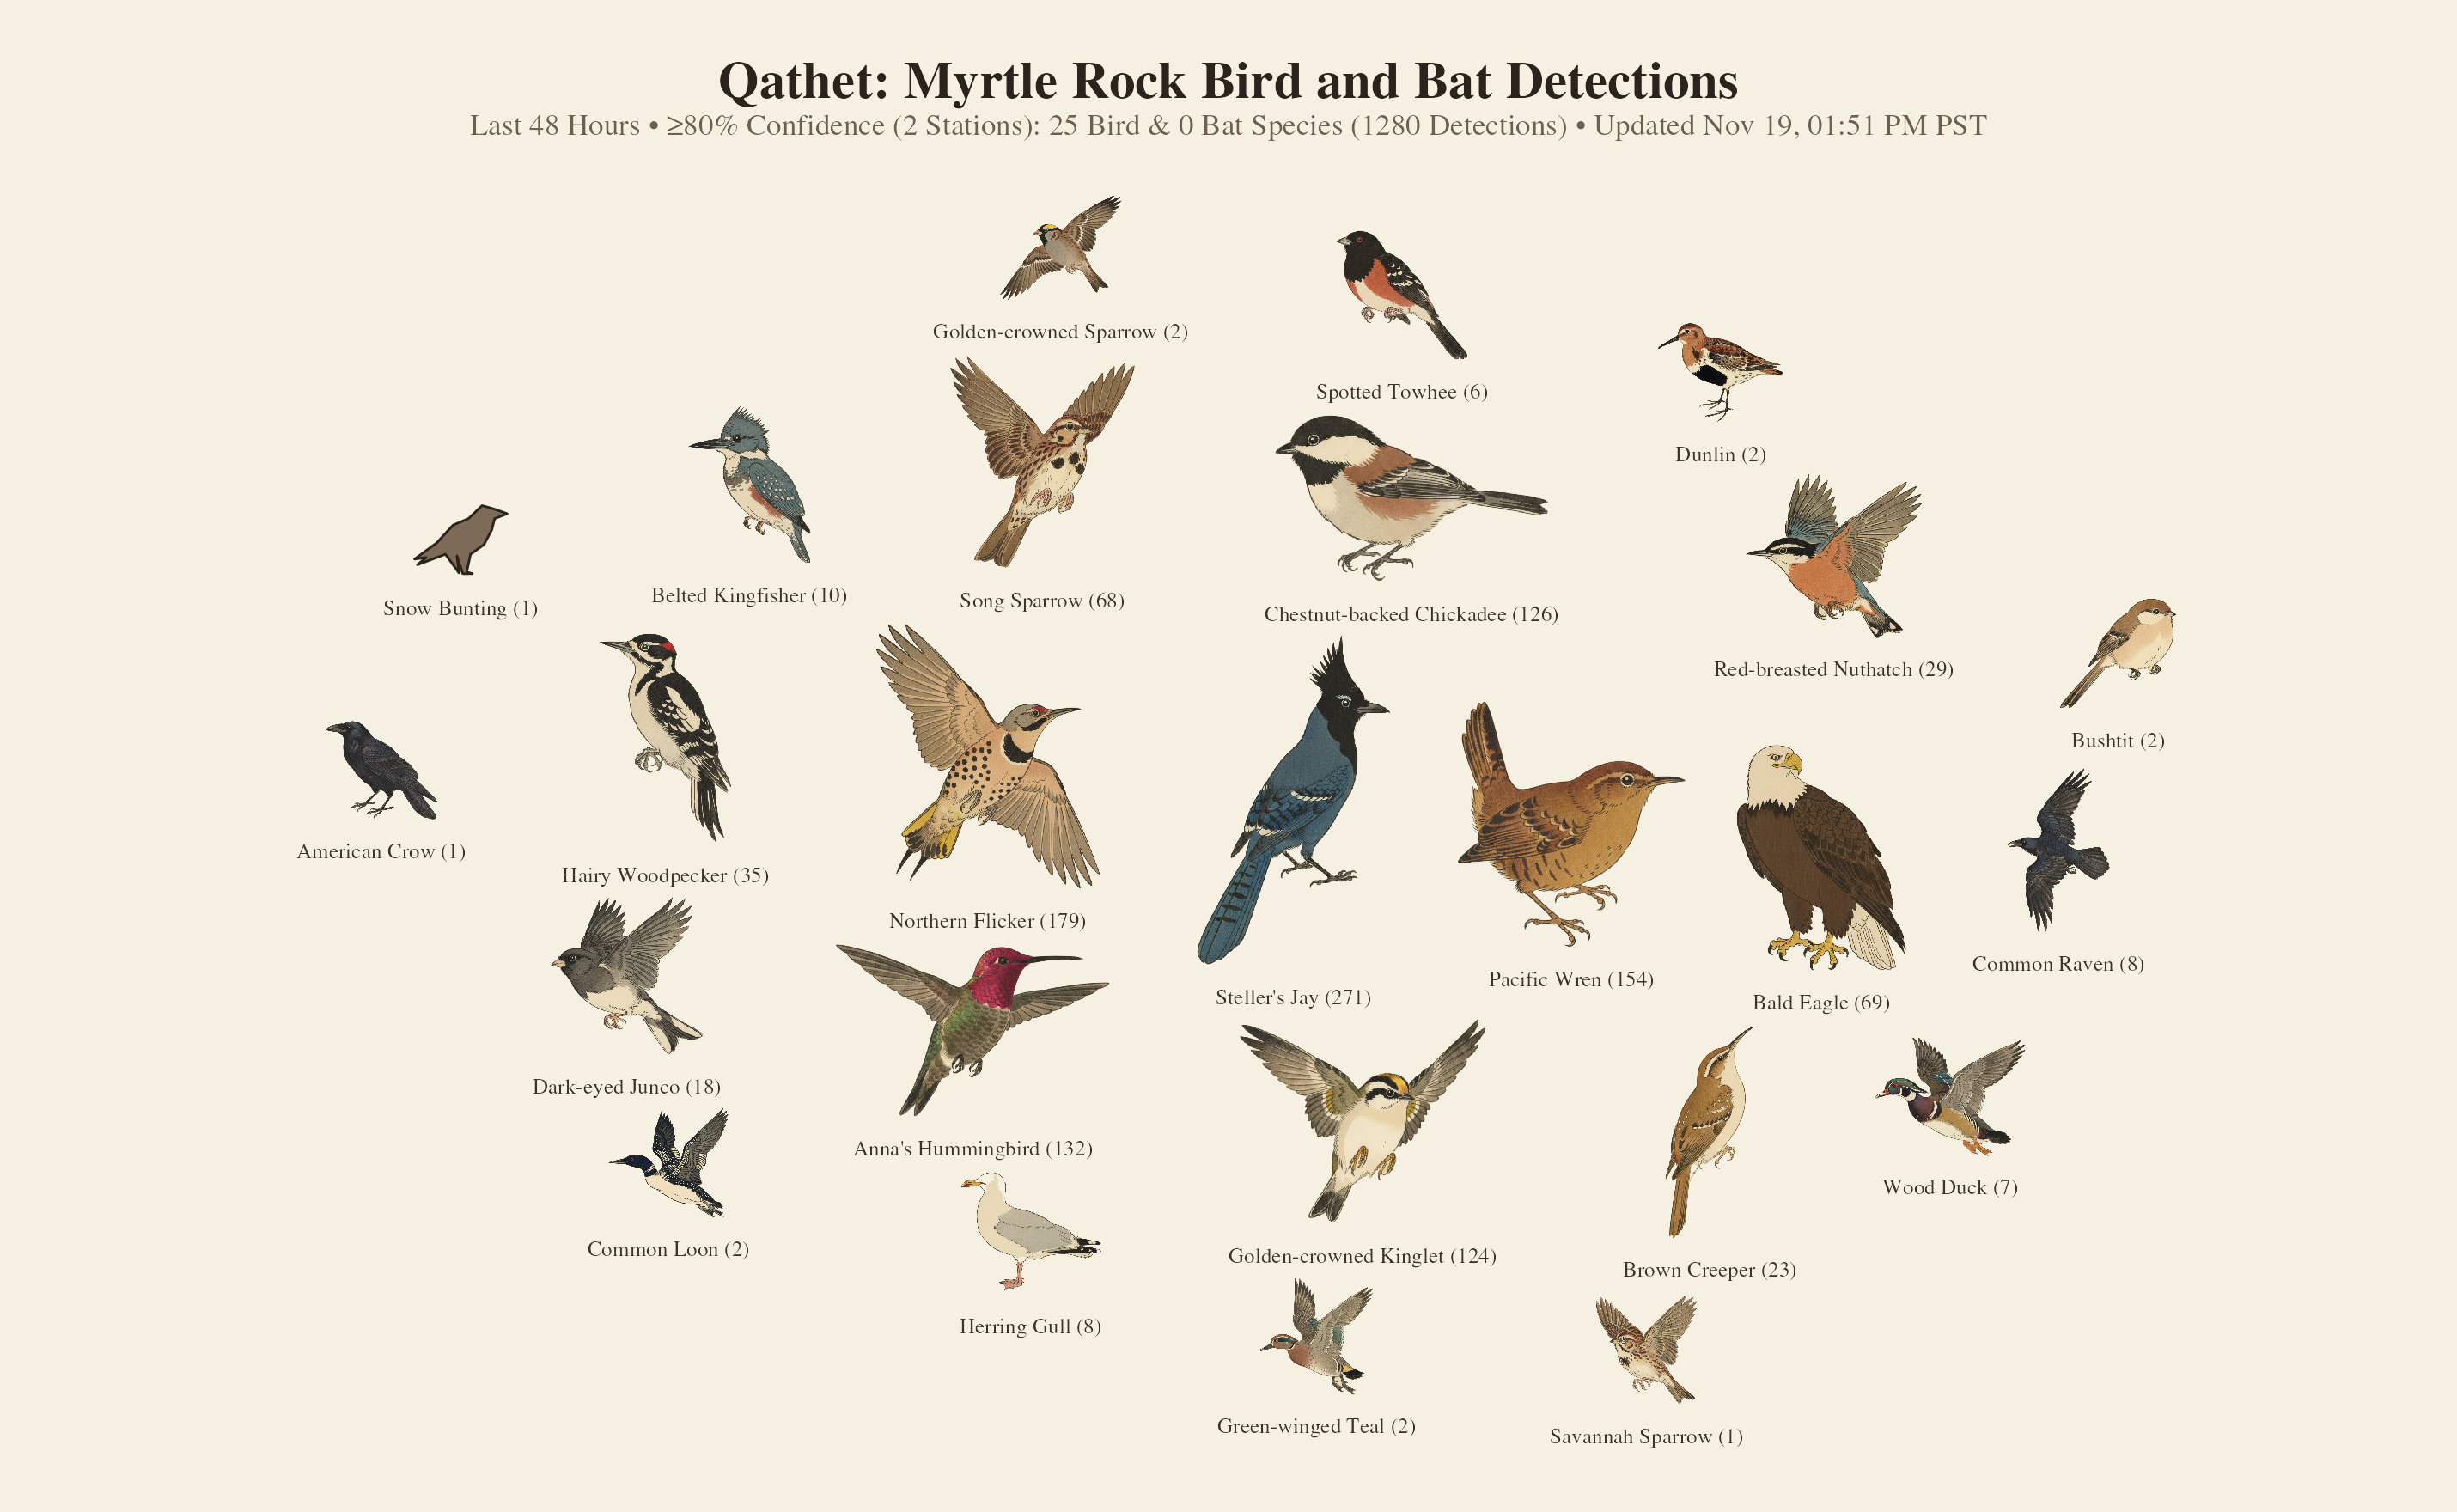 Qathet: Myrtle Rock Bird and Bat Detections
Last 48 Hours • ≥80% Confidence (2 Stations): 25 Bird & 0 Bat Species (1280 Detections) • Updated Nov 19, 01:51 PM PST
Golden-crowned Sparrow (2)
Spotted Towhee (6)
Dunlin (2)
Snow Bunting (1)
Belted Kingfisher (10)
Song Sparrow (68)
Chestnut-backed Chickadee (126)
Red-breasted Nuthatch (29)
Bushtit (2)
American Crow (1)
Hairy Woodpecker (35)
Northern Flicker (179)
Steller's Jay (271)
Pacific Wren (154)
Bald Eagle (69)
Common Raven (8)
Dark-eyed Junco (18)
Anna's Hummingbird (132)
Wood Duck (7)
Common Loon (2)
Herring Gull (8)
Golden-crowned Kinglet (124)
Brown Creeper (23)
Green-winged Teal (2)
Savannah Sparrow (1)